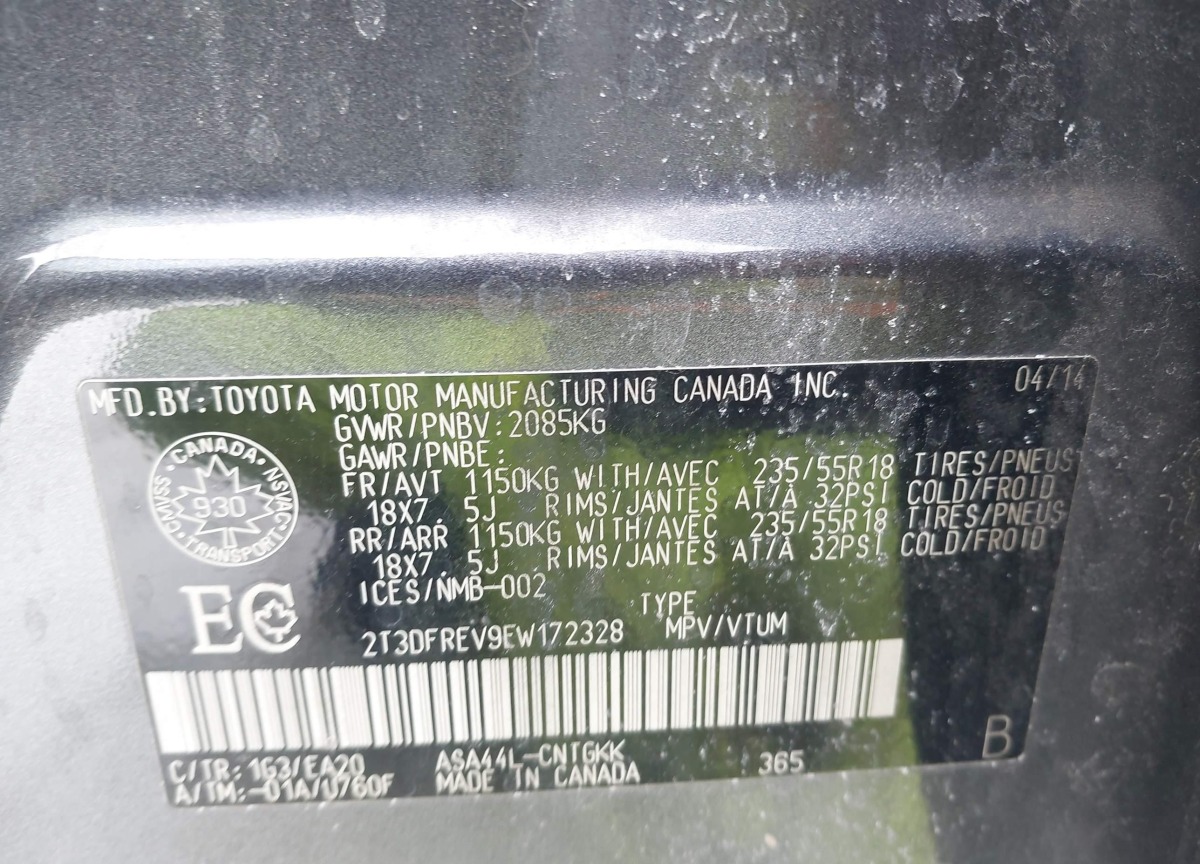 MFD.BY:TOYOTA MOTOR MANUFACTURING CANADA INC. 04/14
GVWR/PNBV:2085KG
GAWR/PNBE:
FR/AVT 1150KG WITH/AVEC 235/55R18 TIRES/PNEUS
18X7.5J RIMS/JANTES AT/A 32PSI COLD/FROID
RR/ARR 1150KG WITH/AVEC 235/55R18 TIRES/PNEUS
18X7.5J RIMS/JANTES AT/A 32PSI COLD/FROID
ICES/NMB-002
CANADA
930
TRANSPORT
CMVSS
NSVAC
EC
TYPE
2T3DFREV9EW172328 MPV/VTUM
C/TR: 1G3/EA20 ASA44L-CNTGKK 365 B
A/TM:-01A/U760F MADE IN CANADA